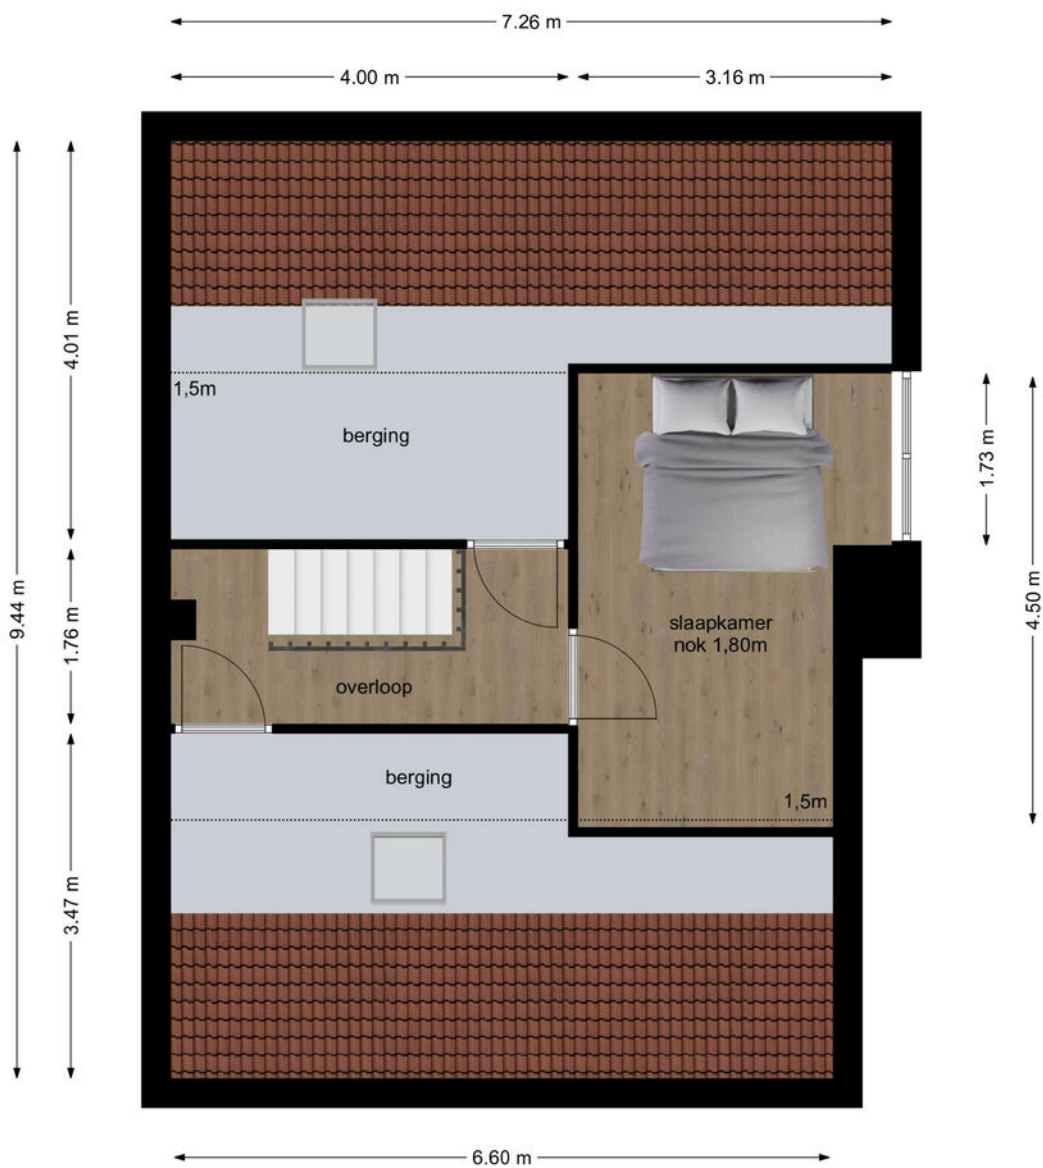 7.26 m
4.00 m
3.16 m
4.01 m
1,5m
berging
1.73 m
9.44 m
1.76 m
4.50 m
slaapkamer
nok 1,80m
overloop
berging
1,5m
3.47 m
6.60 m